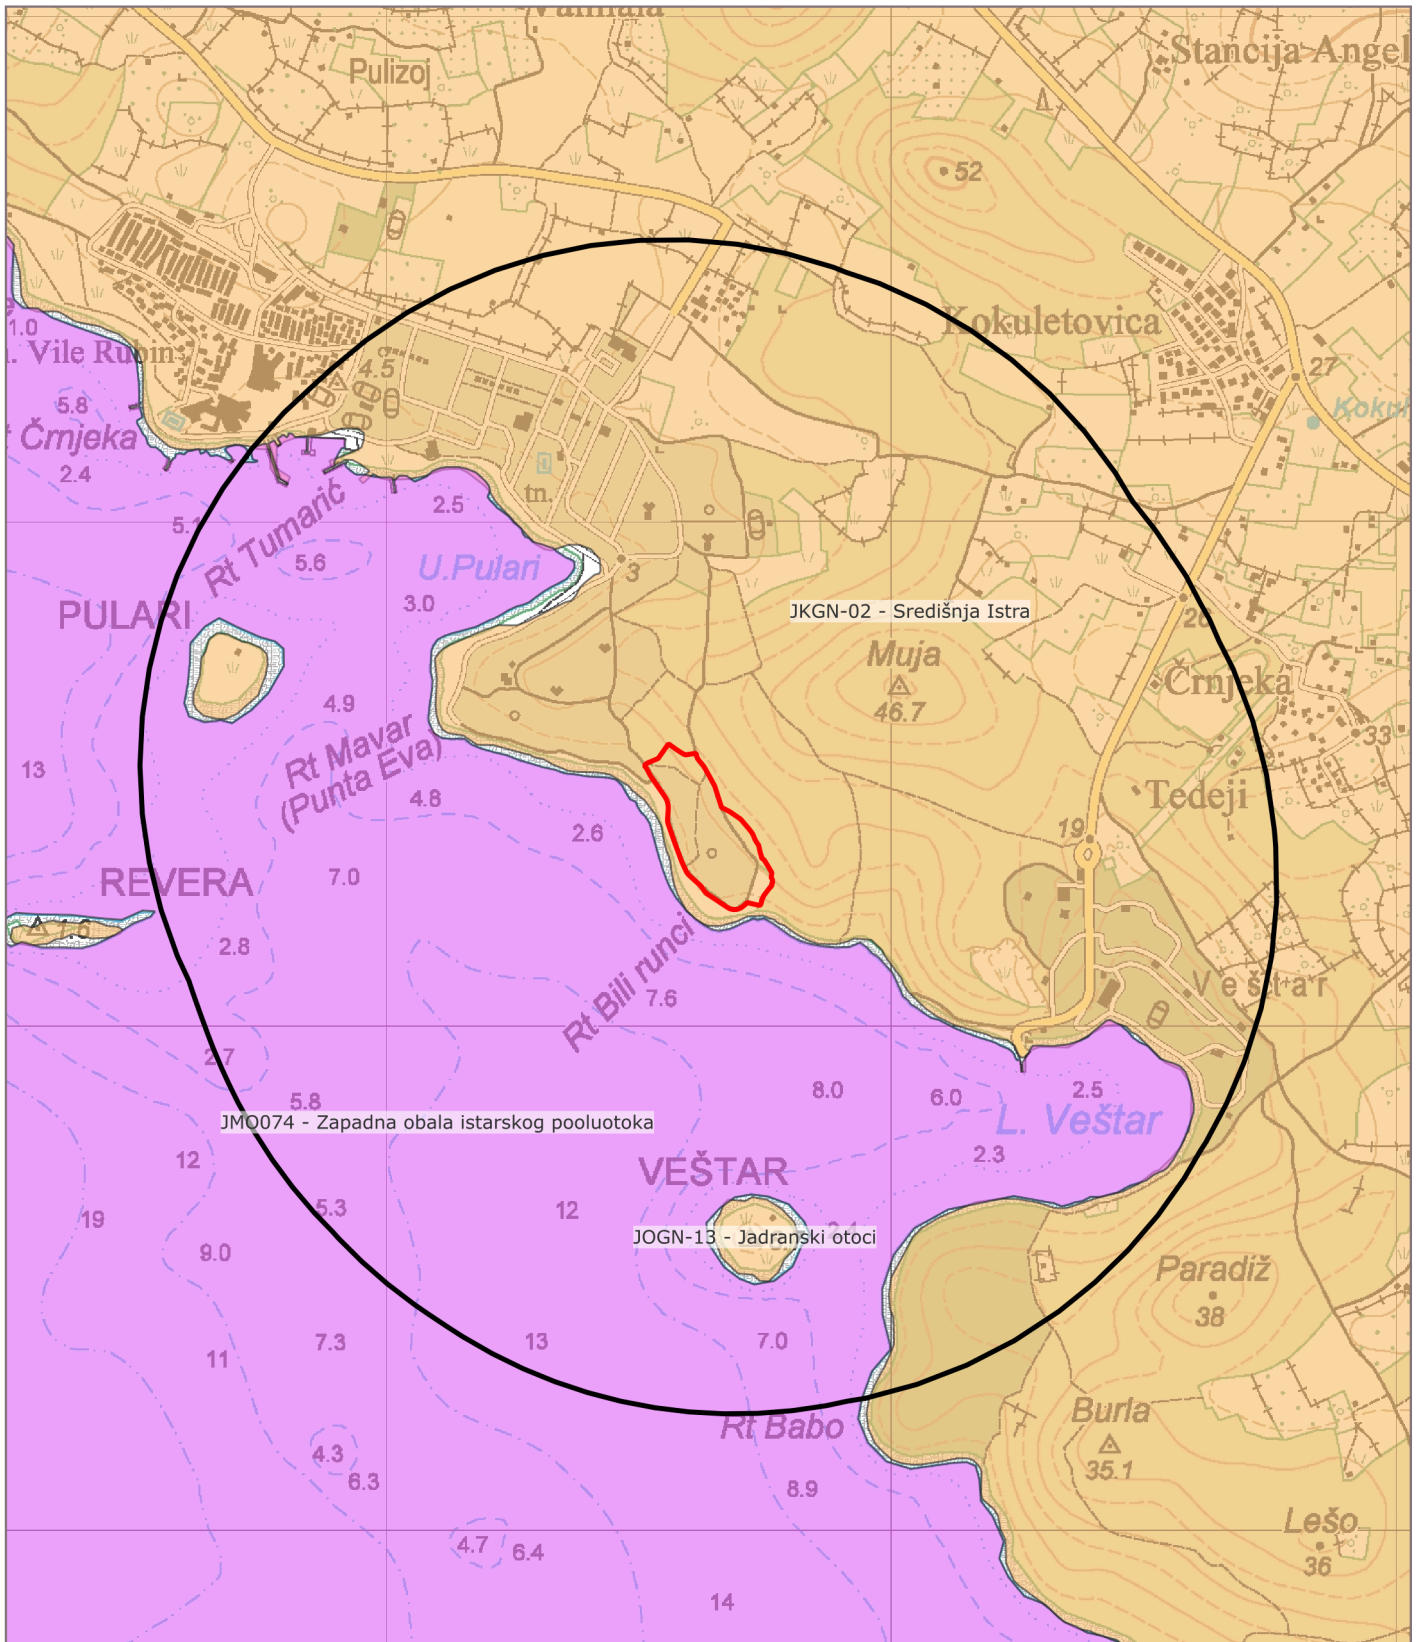 Pulizoj
Stancija Angel
52
Kokuletovica
1.0
Vile Rubin
4.5
27
5.8
Črnjeka
2.4
tn.
2.5
Rt Tumarić
5.6
U.Pulari
3
3.0
PULARI
JKGN-02 - Središnja Istra
26
Muja
46.7
Črnjeka
4.9
33
Rt Mavar
(Punta Eva)
13
4.8
Tedeji
2.6
19
REVERA
7.0
7.6
2.8
Rt Bili runci
7.6
Veštar
2.7
5.8
8.0
6.0
2.5
JMO074 - Zapadna obala istarskog pooluotoka
L. Veštar
12
2.3
VEŠTAR
5.3
12
19
9.0
JOGN-13 - Jadranski otoci
2.4
Paradiž
38
7.3
13
7.0
11
Rt Babo
Burla
4.3
6.3
35.1
8.9
Lešo
4.7
6.4
36
14